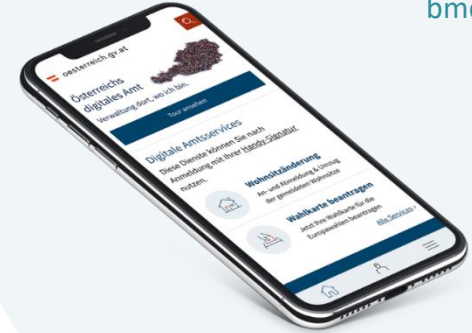 bmd
oesterreich.gv.at
Österreichs
digitales Amt
Verwaltung dort, wo ich bin.
Tour ansehen
Digitale Amtsservices
Diese Dienste können Sie nach
Anmeldung mit Ihrer Handy-Signatur
nutzen.
Wohnsitzänderung
An- und Abmeldung & Umzug
der gemeldeten Wohnsitze
Wahlkarte beantragen
Jetzt Ihre Wahlkarte für die
Europawahlen beantragen
Alle Services >